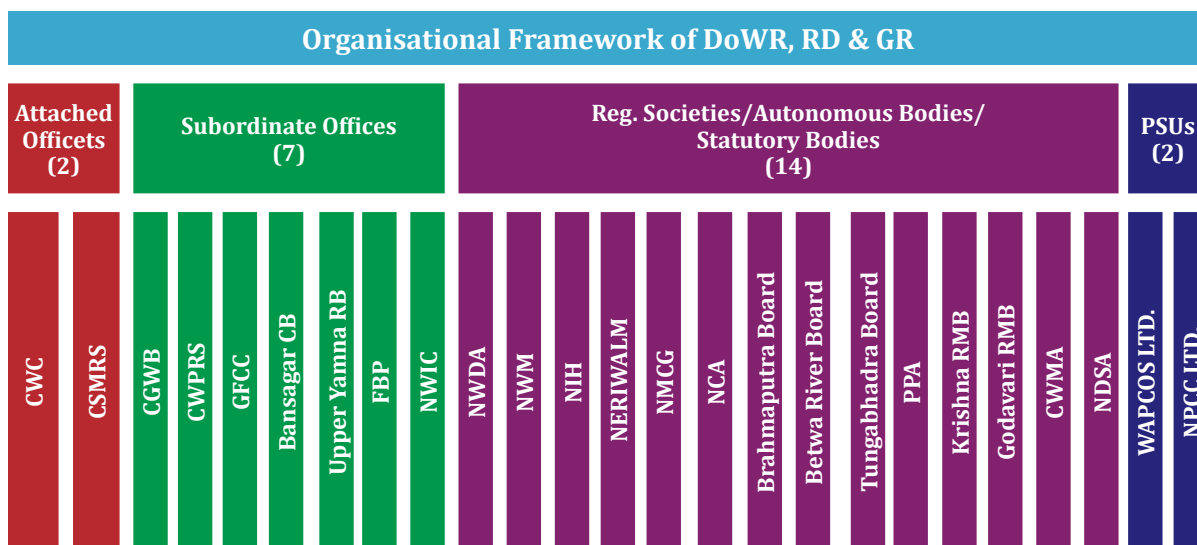 Organisational Framework of DoWR, RD & GR
Attached
Officets
(2)
Subordinate Offices
(7)
Reg. Societies/Autonomous Bodies/
Statutory Bodies
(14)
PSUs
(2)
CWC
CSMRS
CGWB
CWPRS
GFCC
Bansagar CB
Upper Yamna RB
FBP
NWIC
NWDA
NWM
NIH
NERIWALM
NMCG
NCA
Brahmaputra Board
Betwa River Board
Tungabhadra Board
PPA
Krishna RMB
Godavari RMB
CWMA
NDSA
WAPCOS LTD.
NPCC LTD.